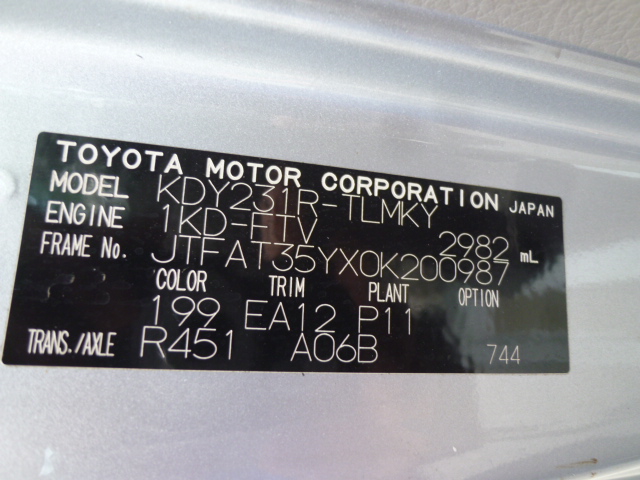 TOYOTA MOTOR CORPORATION JAPAN
MODEL KDY231R-TLMKY
ENGINE 1KD-FTV 2982 mL
FRAME No. JTFAT35YX0K200987
COLOR TRIM PLANT OPTION
199 EA12 P11
TRANS./AXLE R451 A06B 744